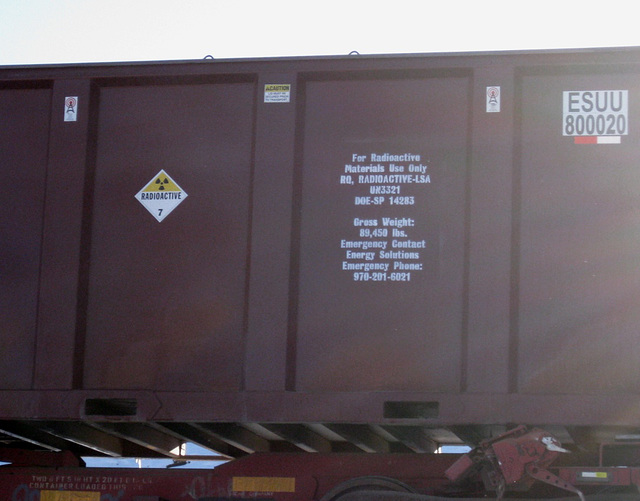 CAUTION
ESUU
800020
RADIOACTIVE
7
For Radioactive
Materials Use Only
RQ, RADIOACTIVE-LSA
UN3321
DOE-SP 14283
Gross Weight:
89,450 lbs.
Emergency Contact
Energy Solutions
Emergency Phone:
970-201-6021